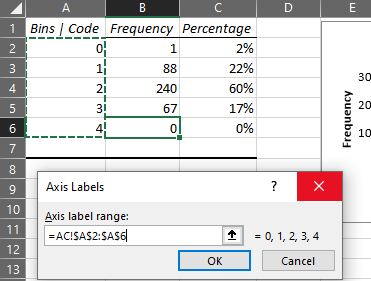 A B C D E
1 Bins | Code Frequency Percentage
2 0 1 2%
3 1 88 22%
4 2 240 60%
5 3 67 17%
6 4 0 0%
7
8
9
10
11
12
13
30
20
10
Frequency
Axis Labels ? ×
Axis label range:
=AC!$A$2:$A$6 = 0, 1, 2, 3, 4
OK Cancel